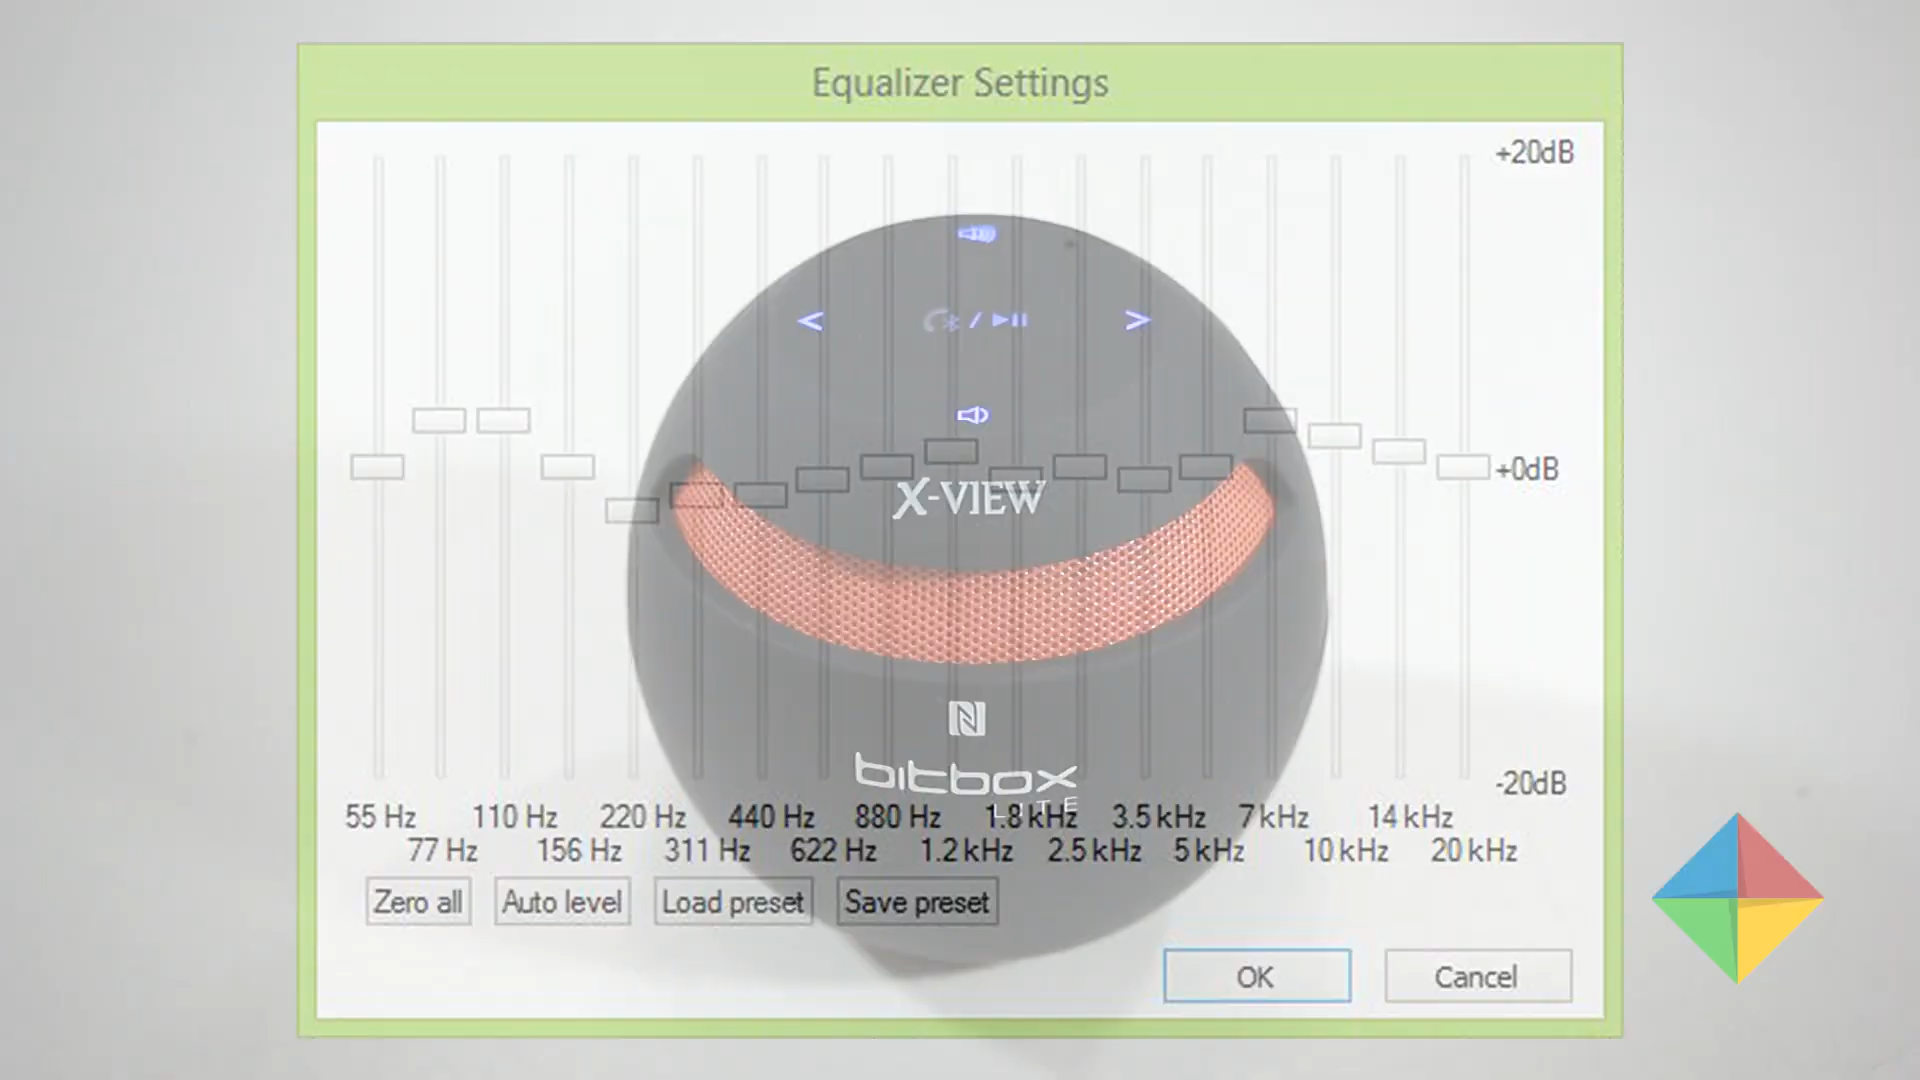 Equalizer Settings
+20dB
X-VIEW
+0dB
bitbox
LITE
-20dB
55 Hz 110 Hz 220 Hz 440 Hz 880 Hz 1.8 kHz 3.5 kHz 7 kHz 14 kHz
77 Hz 156 Hz 311 Hz 622 Hz 1.2 kHz 2.5 kHz 5 kHz 10 kHz 20 kHz
Zero all Auto level Load preset Save preset
OK Cancel